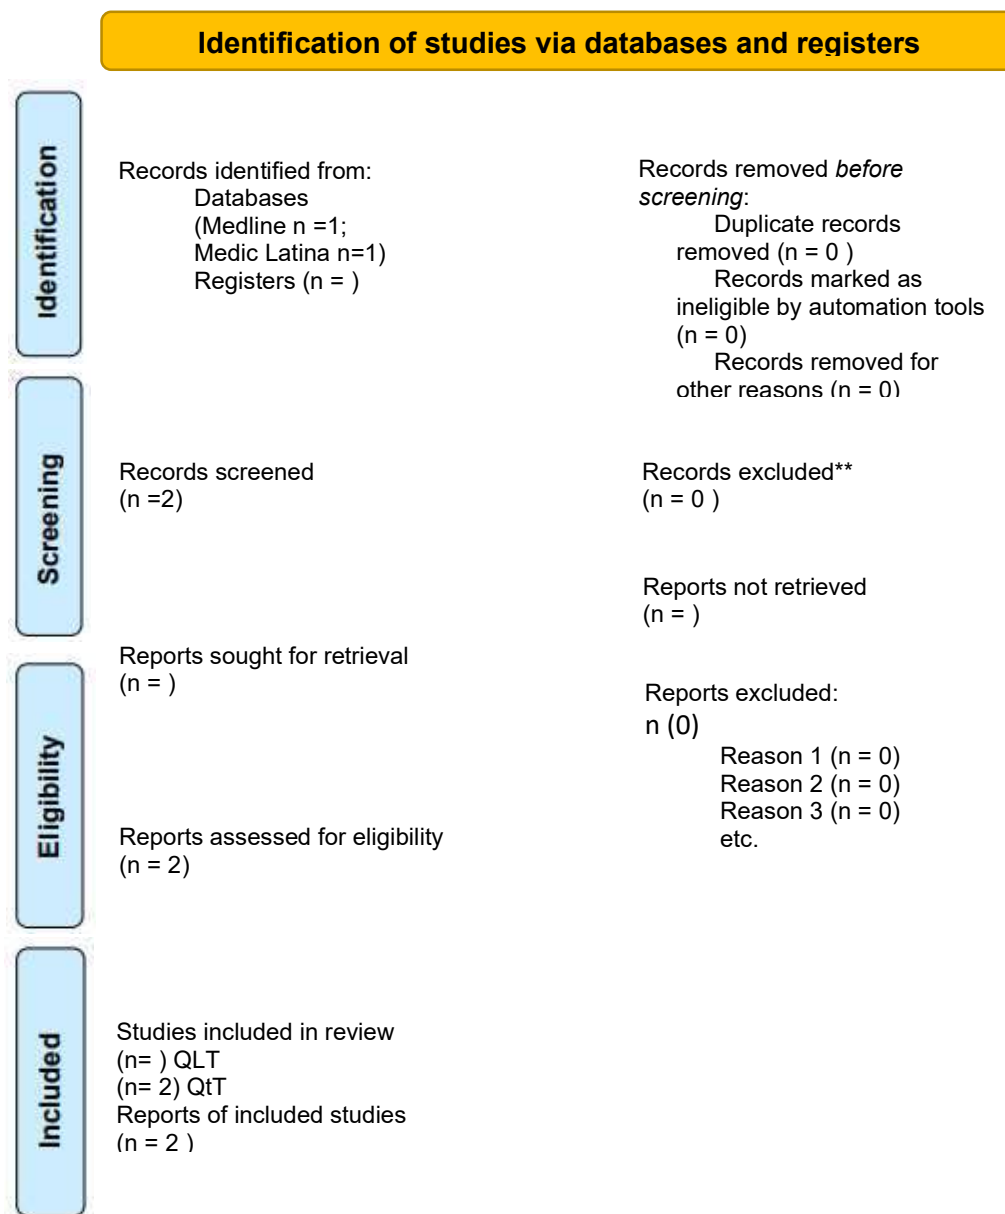 Identification of studies via databases and registers
Identification
Records identified from:
Databases
(Medline n =1;
Medic Latina n=1)
Registers (n = )
Records removed before
screening:
Duplicate records
removed (n = 0 )
Records marked as
ineligible by automation tools
(n = 0)
Records removed for
other reasons (n = 0)
Screening
Records screened
(n =2)
Records excluded**
(n = 0 )
Reports not retrieved
(n = )
Reports sought for retrieval
(n = )
Eligibility
Reports excluded:
n (0)
Reason 1 (n = 0)
Reason 2 (n = 0)
Reason 3 (n = 0)
etc.
Reports assessed for eligibility
(n = 2)
Included
Studies included in review
(n= ) QLT
(n= 2) QtT
Reports of included studies
(n = 2 )